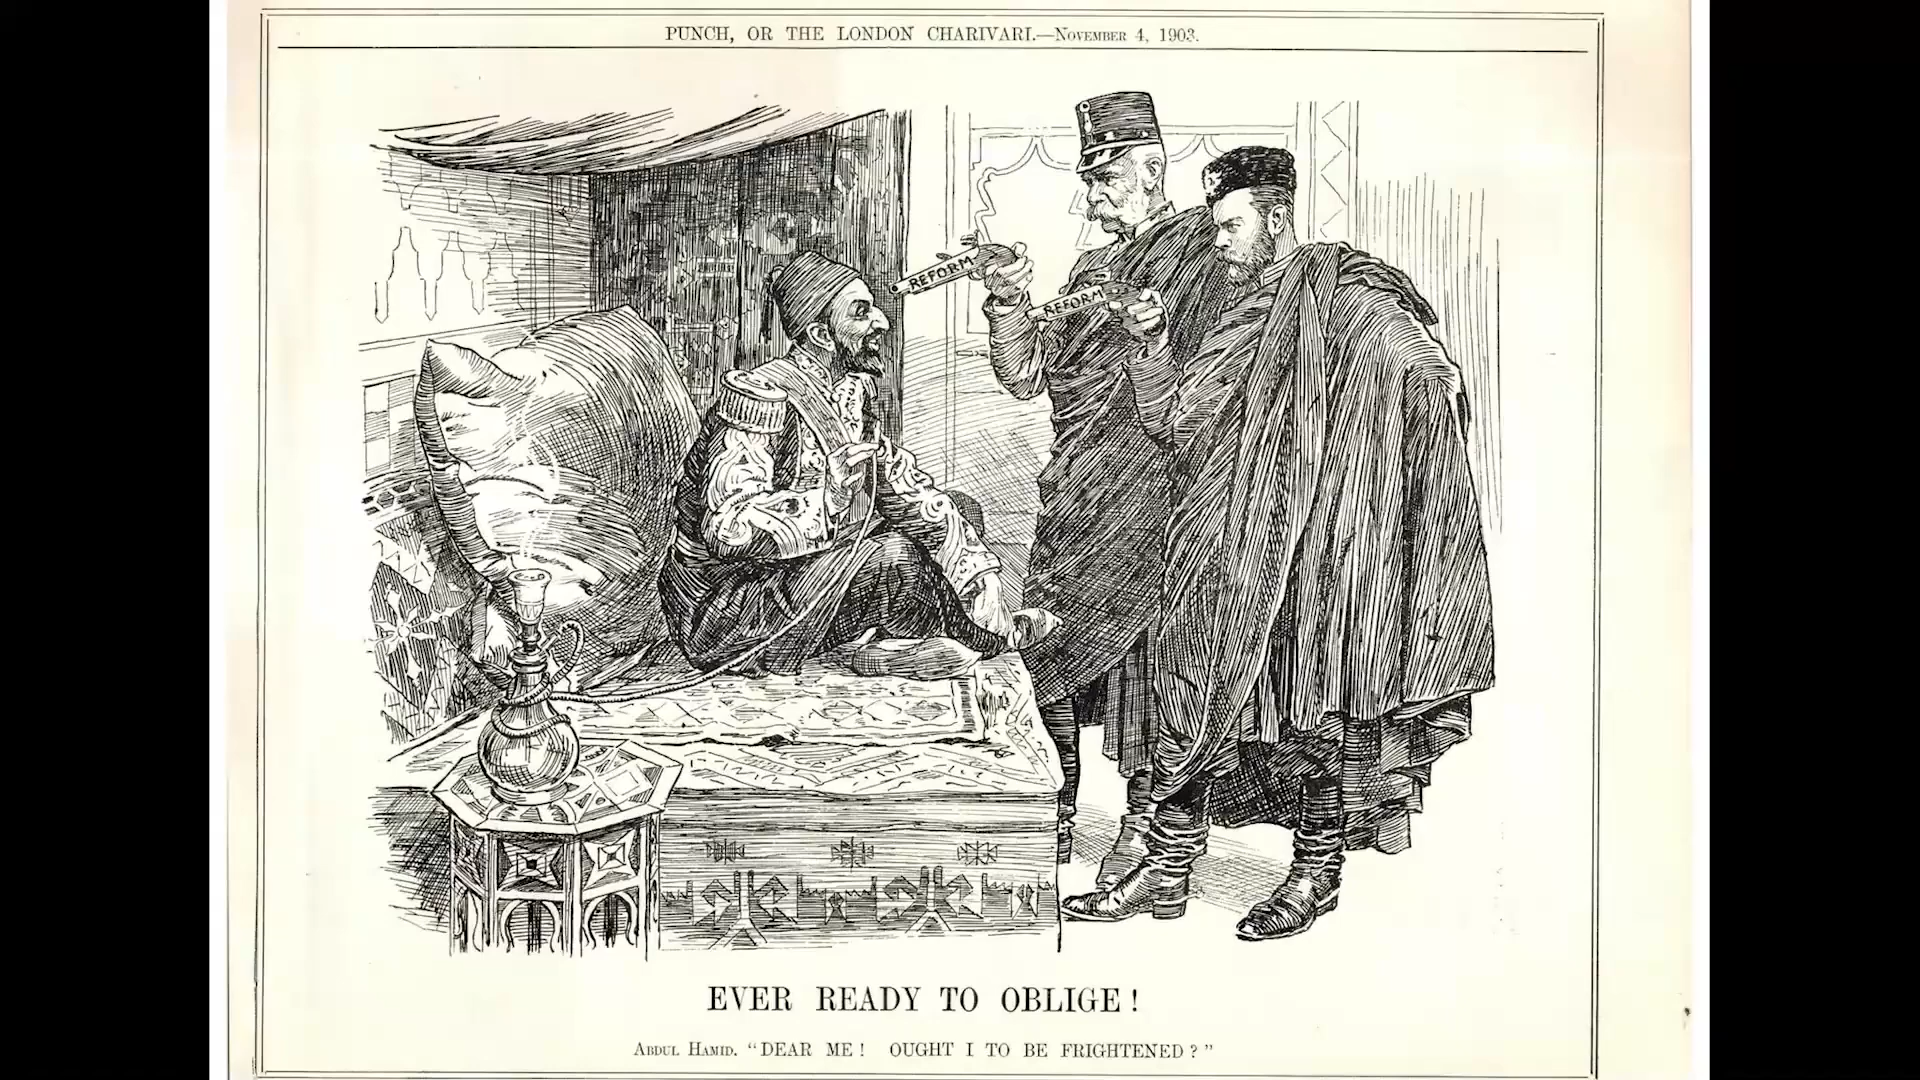 PUNCH, OR THE LONDON CHARIVARI.—NOVEMBER 4, 1903.
REFORM
REFORM
EVER READY TO OBLIGE!
ABDUL HAMID. "DEAR ME! OUGHT I TO BE FRIGHTENED?"